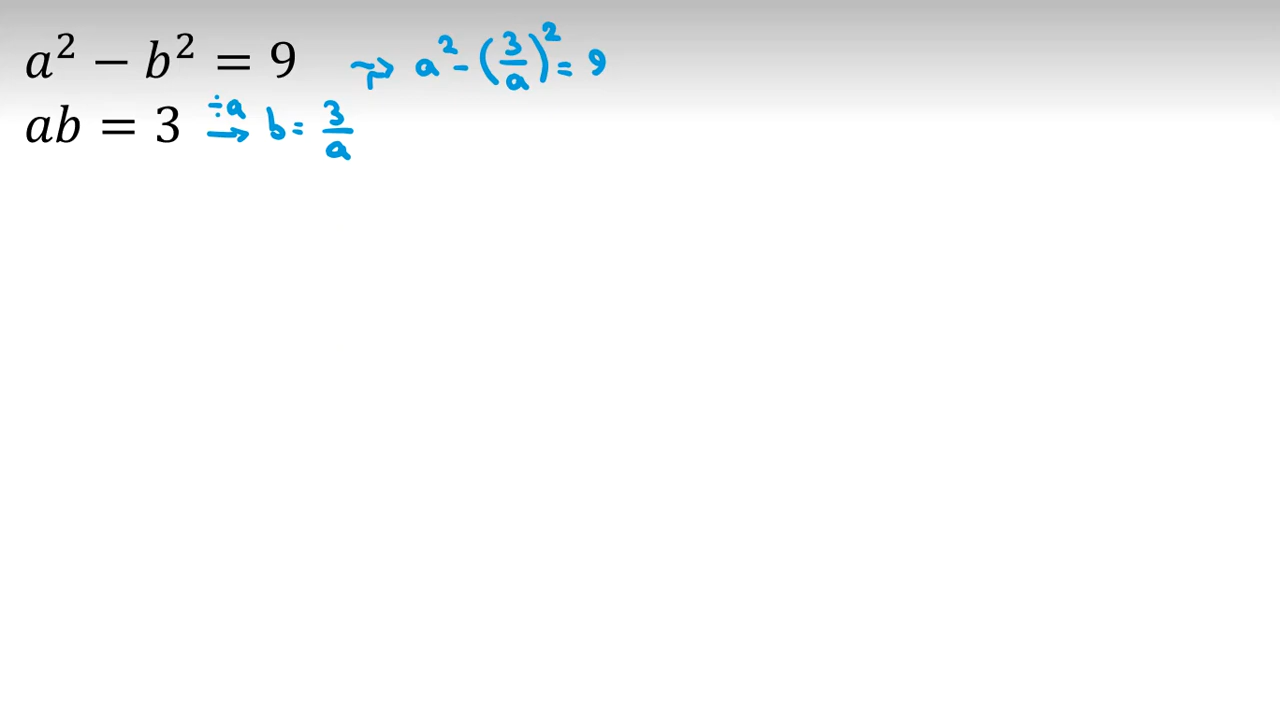 a² − b² = 9 ⇝ a² - (3/a)² = 9
ab = 3 ÷a → b = 3/a